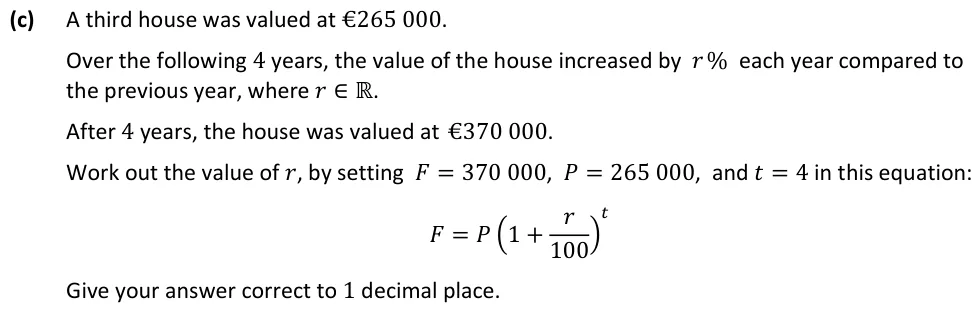 (c) A third house was valued at €265 000.
Over the following 4 years, the value of the house increased by r% each year compared to
the previous year, where r ∈ ℝ.
After 4 years, the house was valued at €370 000.
Work out the value of r, by setting F = 370 000, P = 265 000, and t = 4 in this equation:
F = P(1 + r/100)^t
Give your answer correct to 1 decimal place.